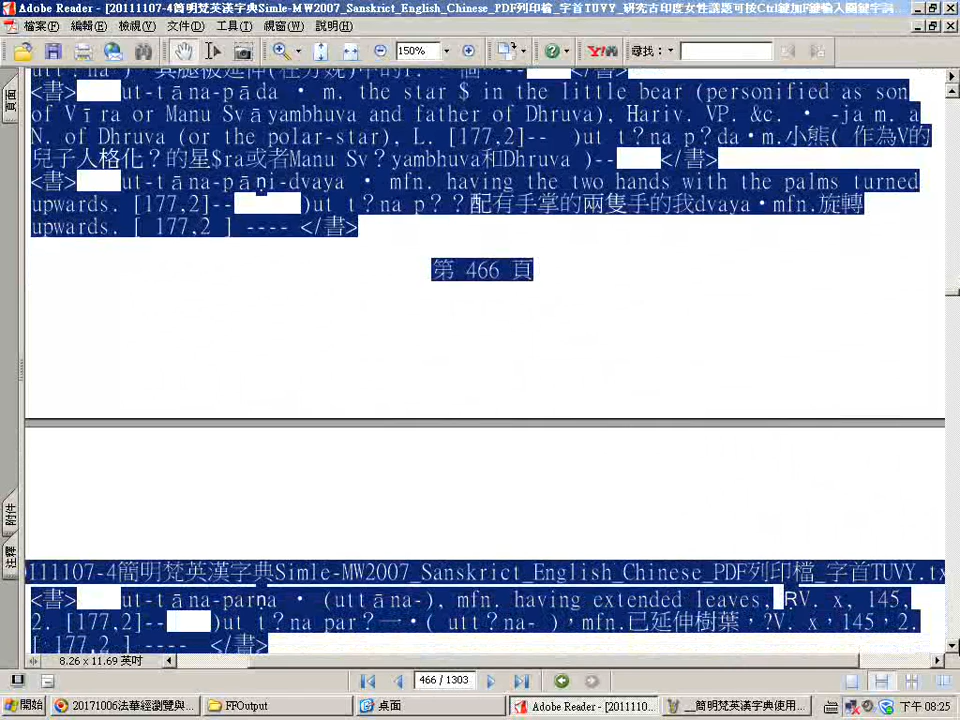 Adobe Reader - [20111107-4簡明梵英漢字典Simle-MW2007_Sanskrict_English_Chinese_PDF列印檔_字首TUVY_研究古印度女性議題可按Ctrl鍵加F鍵輸入關鍵字詞
檔案(F) 編輯(E) 檢視(V) 文件(D) 工具(T) 視窗(W) 說明(H)
150% Y! 尋找:
頁面
<書> ut-tāna-pāda • m. the star $ in the little bear (personified as son
of Vīra or Manu Svāyambhuva and father of Dhruva), Hariv. VP. &c. • -ja m. a
N. of Dhruva (or the polar-star), L. [177,2]-- )ut t?na p?da•m.小熊( 作為V的
兒子人格化？的星$ra或者Manu Sv？yambhuva和Dhruva )-- </書>
<書> ut-tāna-pāṇi-dvaya • mfn. having the two hands with the palms turned
upwards. [177,2]-- )ut t？na p？？配有手掌的兩隻手的我dvaya•mfn.旋轉
upwards. [ 177,2 ] ---- </書>
第 466 頁
附件
注釋
111107-4簡明梵英漢字典Simle-MW2007_Sanskrict_English_Chinese_PDF列印檔_字首TUVY.tx
<書> ut-tāna-parṇa • (uttāna-), mfn. having extended leaves, RV. x, 145,
2. [177,2]-- )ut t？na par？一•( utt？na- )，mfn.已延伸樹葉，?V. x，145，2.
[ 177,2 ] ---- </書>
8.26 x 11.69 英吋
466 / 1303
開始 20171006法華經瀏覽與... FFOutput 桌面 Adobe Reader - [2011110... __簡明梵英字典使用... 下午 08:25